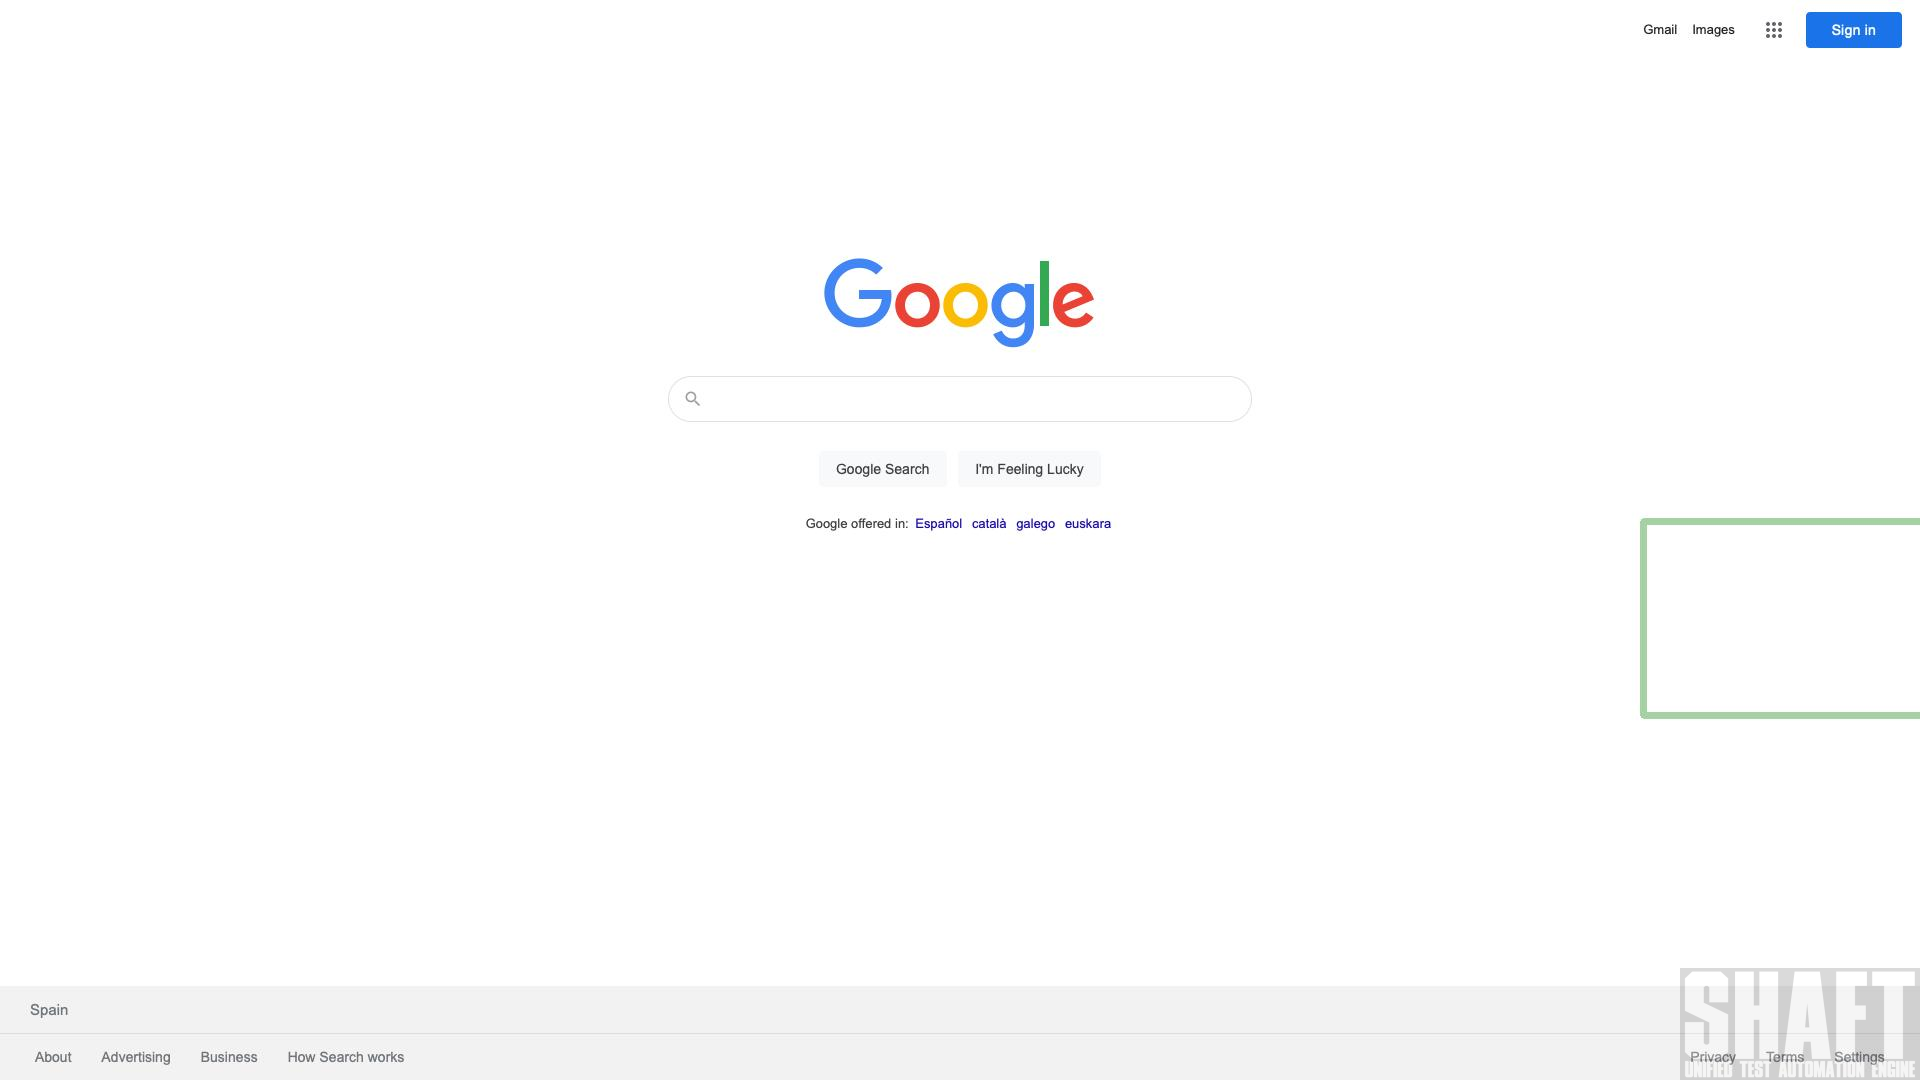 Gmail Images Sign in
Google
Google Search I'm Feeling Lucky
Google offered in: Español català galego euskara
Spain
About Advertising Business How Search works Privacy Terms Settings
SHAFT
UNIFIED TEST AUTOMATION ENGINE